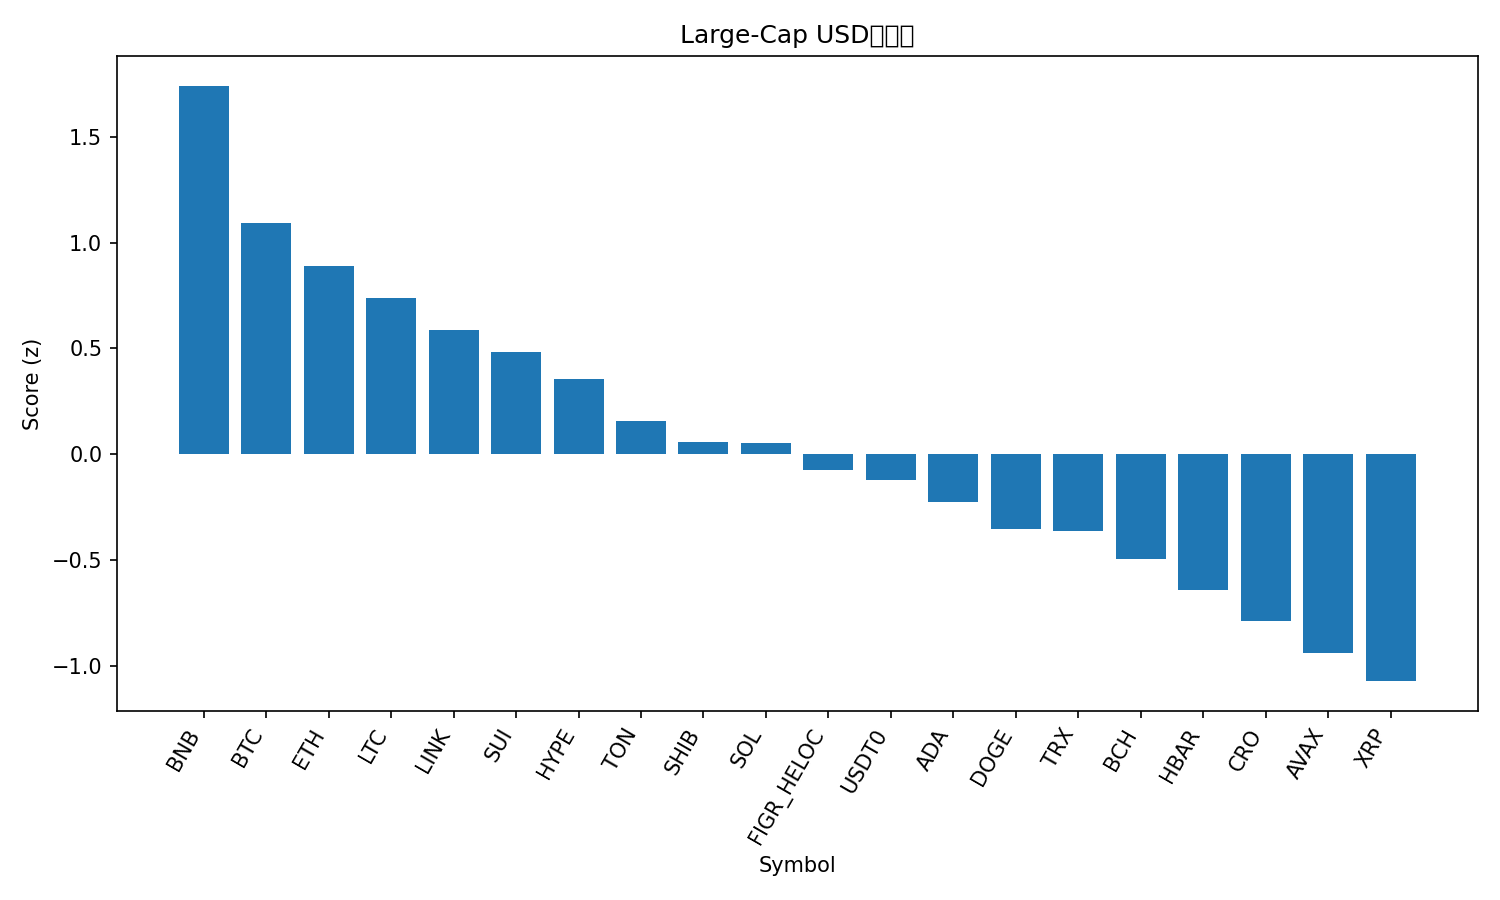 Large-Cap USD
Score (z)
1.5
1.0
0.5
0.0
−0.5
−1.0
BNB
BTC
ETH
LTC
LINK
SUI
HYPE
TON
SHIB
SOL
FIGR_HELOC
USDT0
ADA
DOGE
TRX
BCH
HBAR
CRO
AVAX
XRP
Symbol